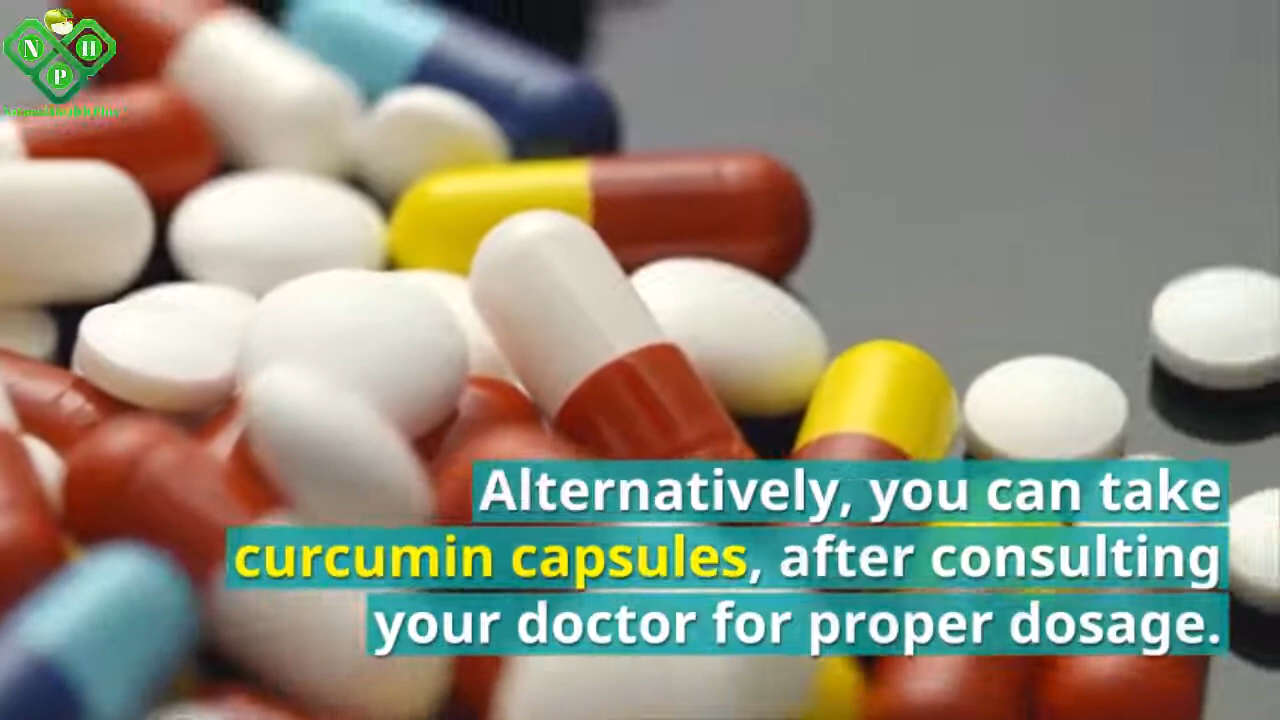 N H
P
Alternatively, you can take
curcumin capsules, after consulting
your doctor for proper dosage.